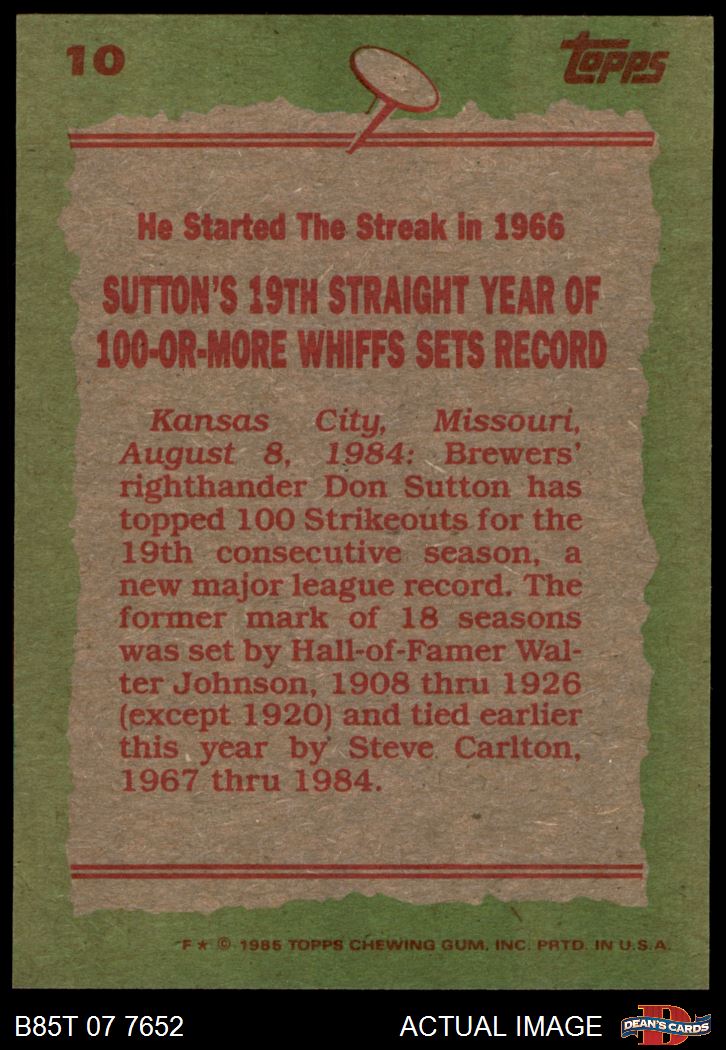 10
Topps
He Started The Streak in 1966
SUTTON'S 19TH STRAIGHT YEAR OF
100-OR-MORE WHIFFS SETS RECORD
Kansas City, Missouri,
August 8, 1984: Brewers'
righthander Don Sutton has
topped 100 Strikeouts for the
19th consecutive season, a
new major league record. The
former mark of 18 seasons
was set by Hall-of-Famer Wal-
ter Johnson, 1908 thru 1926
(except 1920) and tied earlier
this year by Steve Carlton,
1967 thru 1984.
F ★ © 1985 TOPPS CHEWING GUM, INC. PRTD. IN U.S.A.
B85T 07 7652
ACTUAL IMAGE
D
DEAN'S CARDS